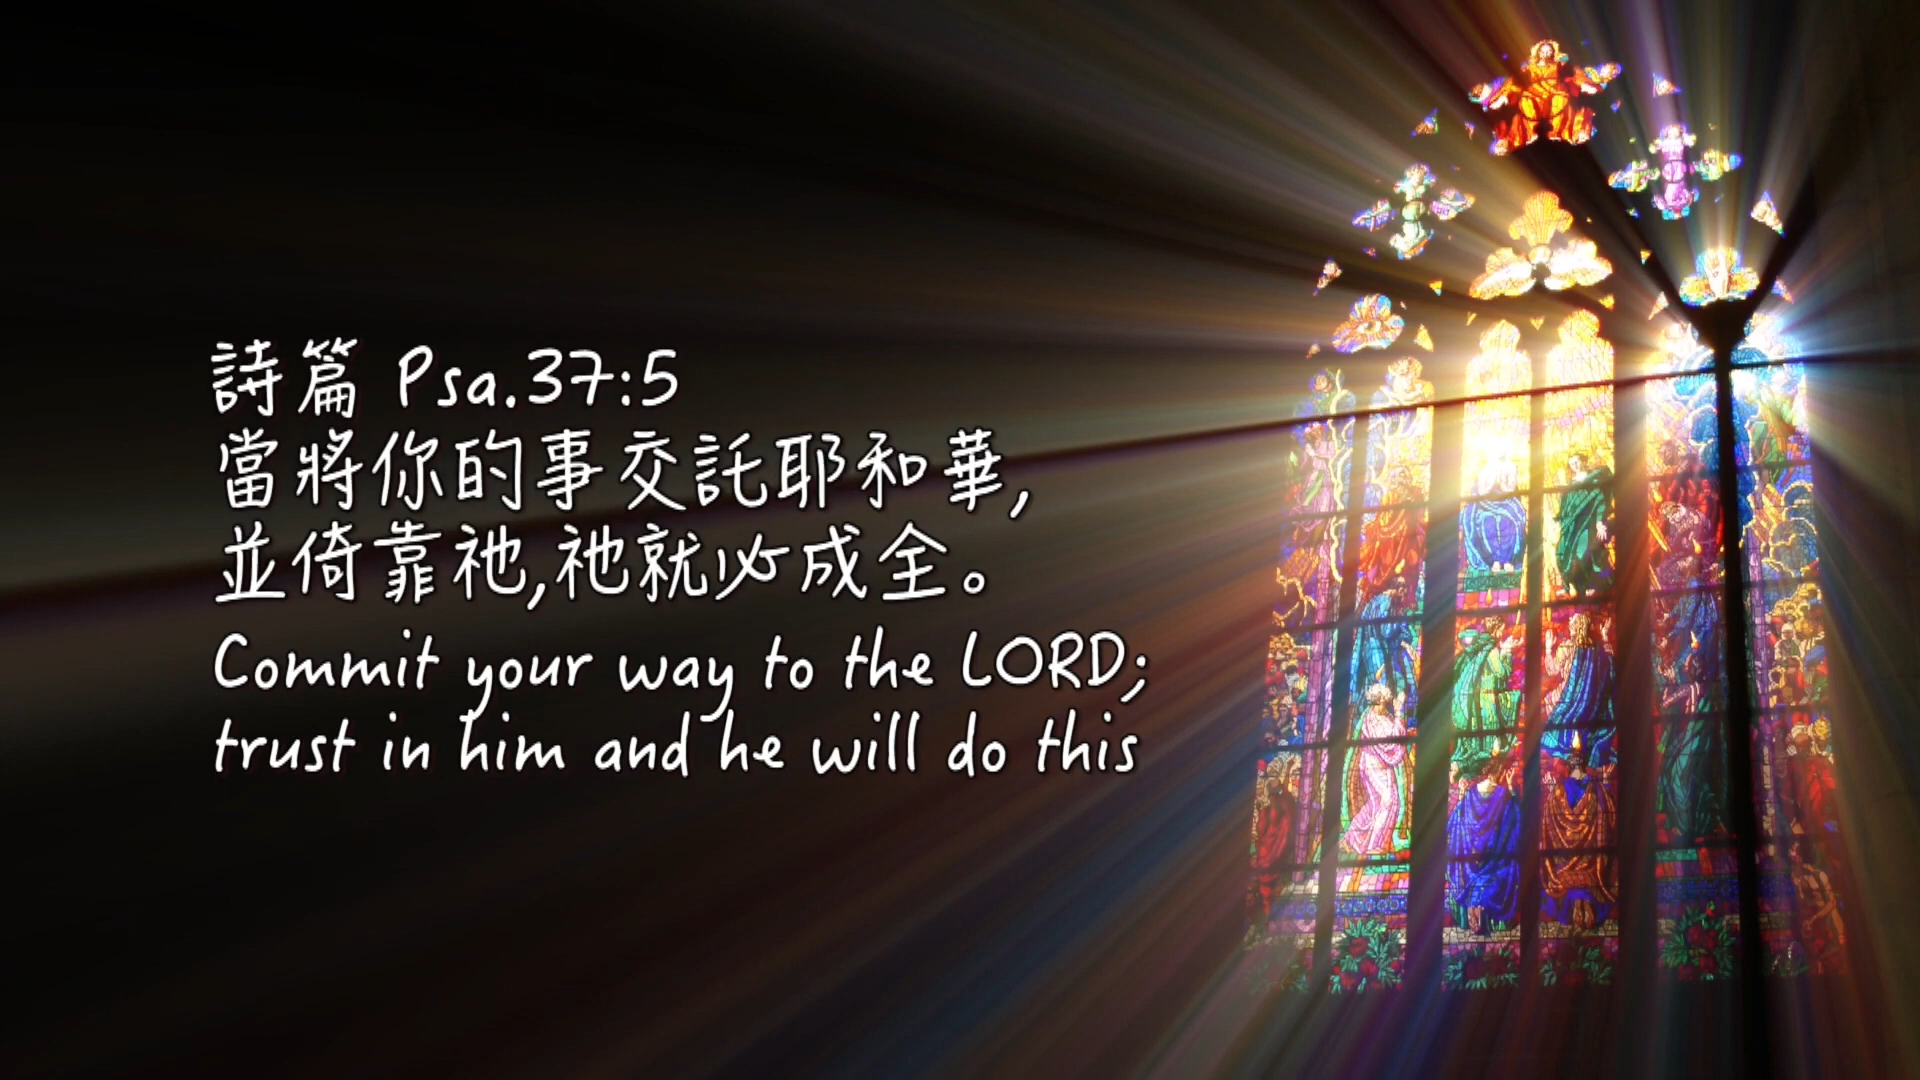 詩篇 Psa.37:5
當將你的事交託耶和華,
並倚靠祂,祂就必成全。
Commit your way to the LORD;
trust in him and he will do this